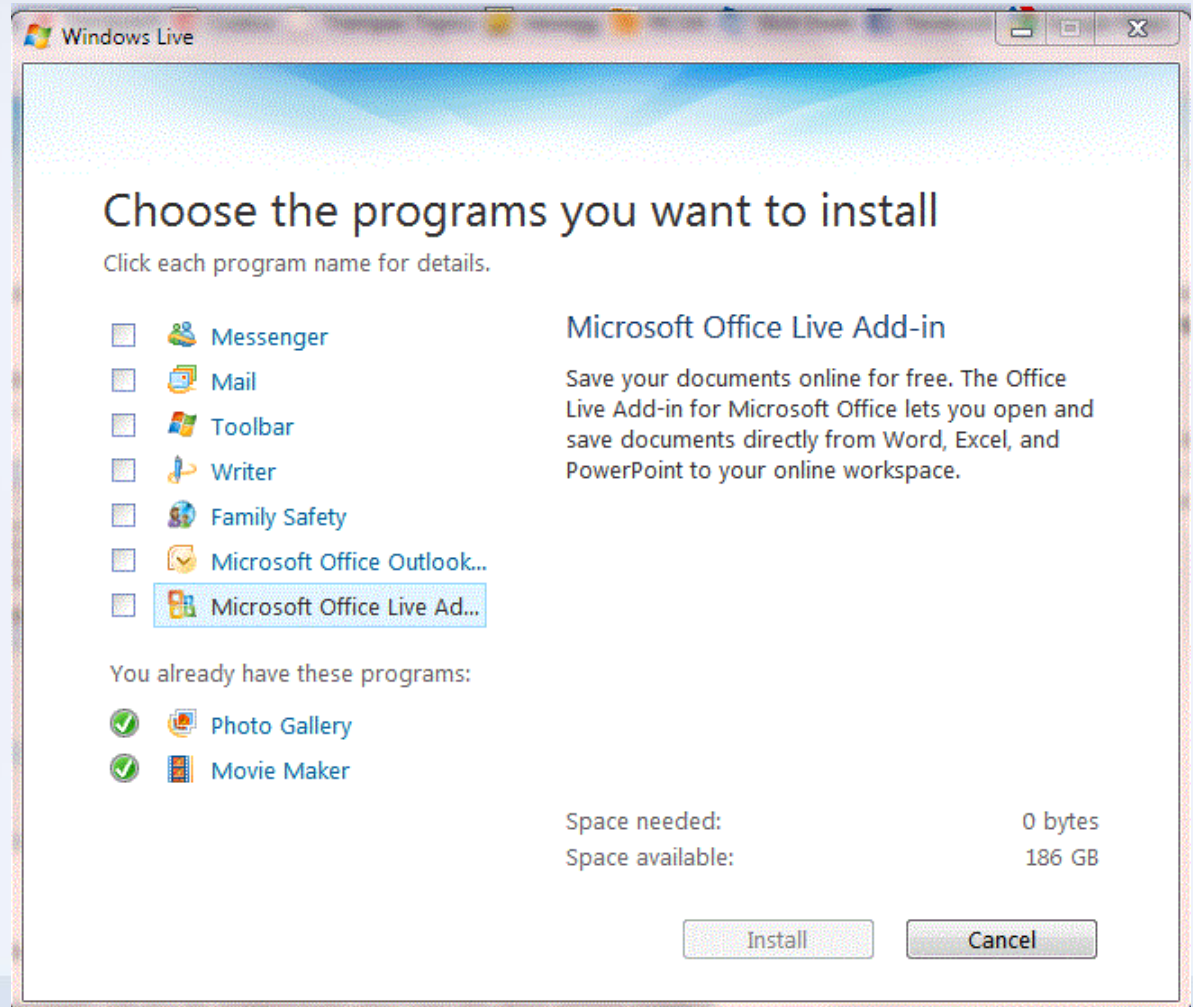 Windows Live
Choose the programs you want to install
Click each program name for details.
Messenger
Mail
Toolbar
Writer
Family Safety
Microsoft Office Outlook...
Microsoft Office Live Ad...
Microsoft Office Live Add-in
Save your documents online for free. The Office
Live Add-in for Microsoft Office lets you open and
save documents directly from Word, Excel, and
PowerPoint to your online workspace.
You already have these programs:
Photo Gallery
Movie Maker
Space needed: 0 bytes
Space available: 186 GB
Install Cancel